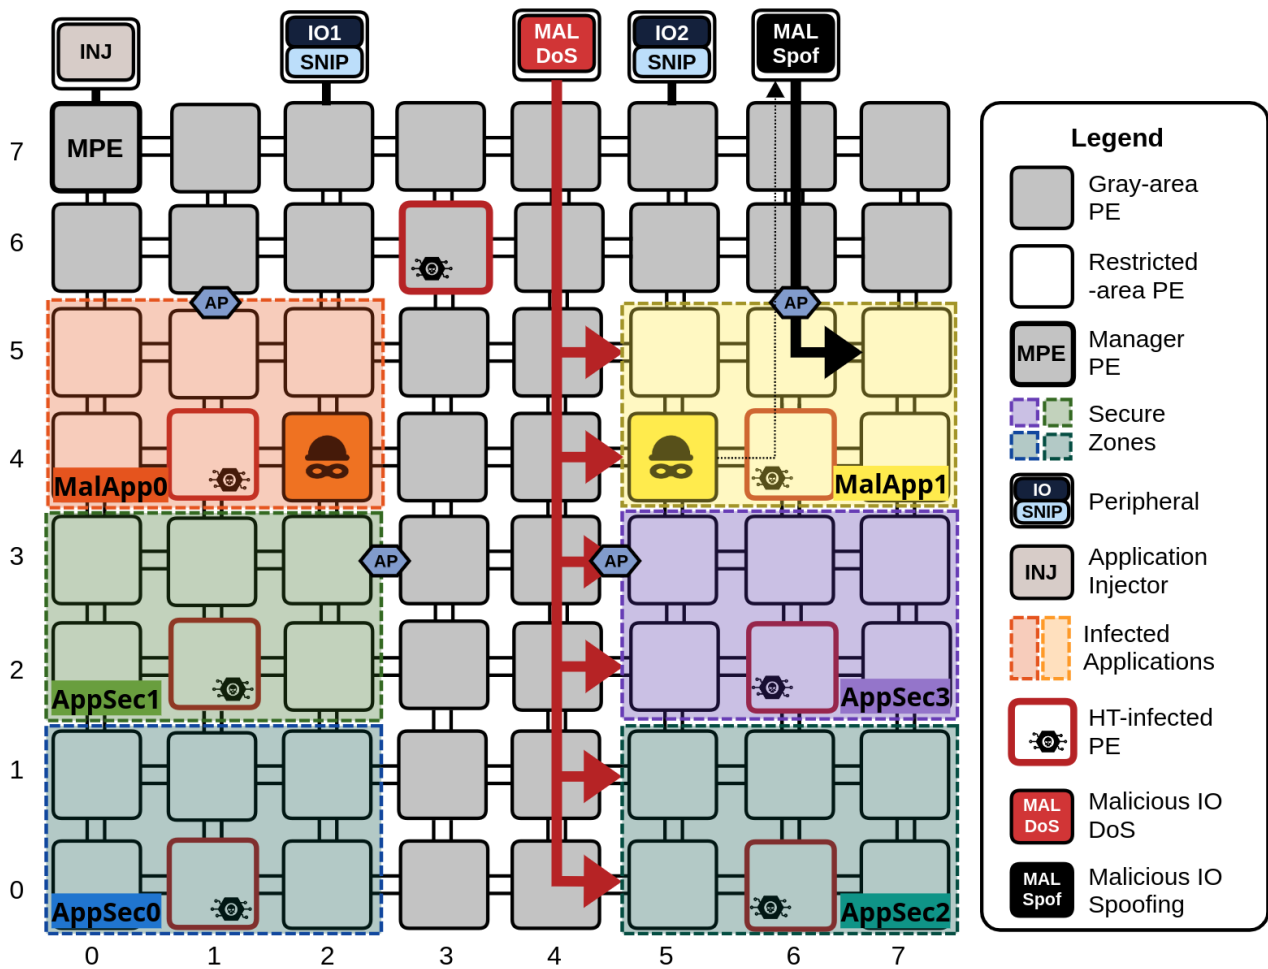 INJ
IO1
SNIP
MAL
DoS
IO2
SNIP
MAL
Spof
7
MPE
6
AP
AP
5
4
MalApp0
MalApp1
3
AP
AP
2
AppSec1
AppSec3
1
0
AppSec0
AppSec2
0 1 2 3 4 5 6 7
Legend
Gray-area
PE
Restricted
-area PE
MPE
Manager
PE
Secure
Zones
IO
SNIP
Peripheral
INJ
Application
Injector
Infected
Applications
HT-infected
PE
MAL
DoS
Malicious IO
DoS
MAL
Spof
Malicious IO
Spoofing